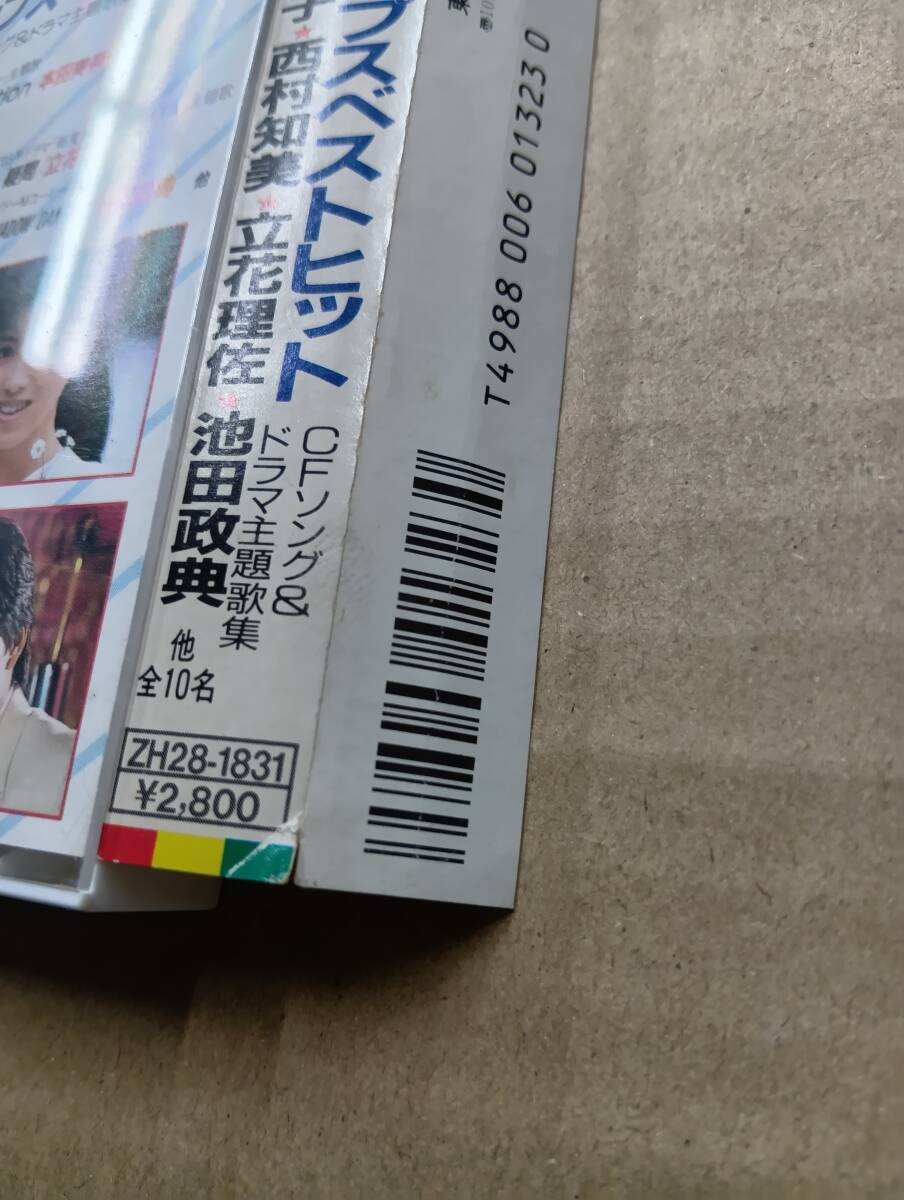 プスベストヒット
CFソング&
ドラマ主題歌集
子★西村知美★立花理佐★池田政典
他
全10名
ZH28-1831
¥2,800
T4988 006 01323 0
他